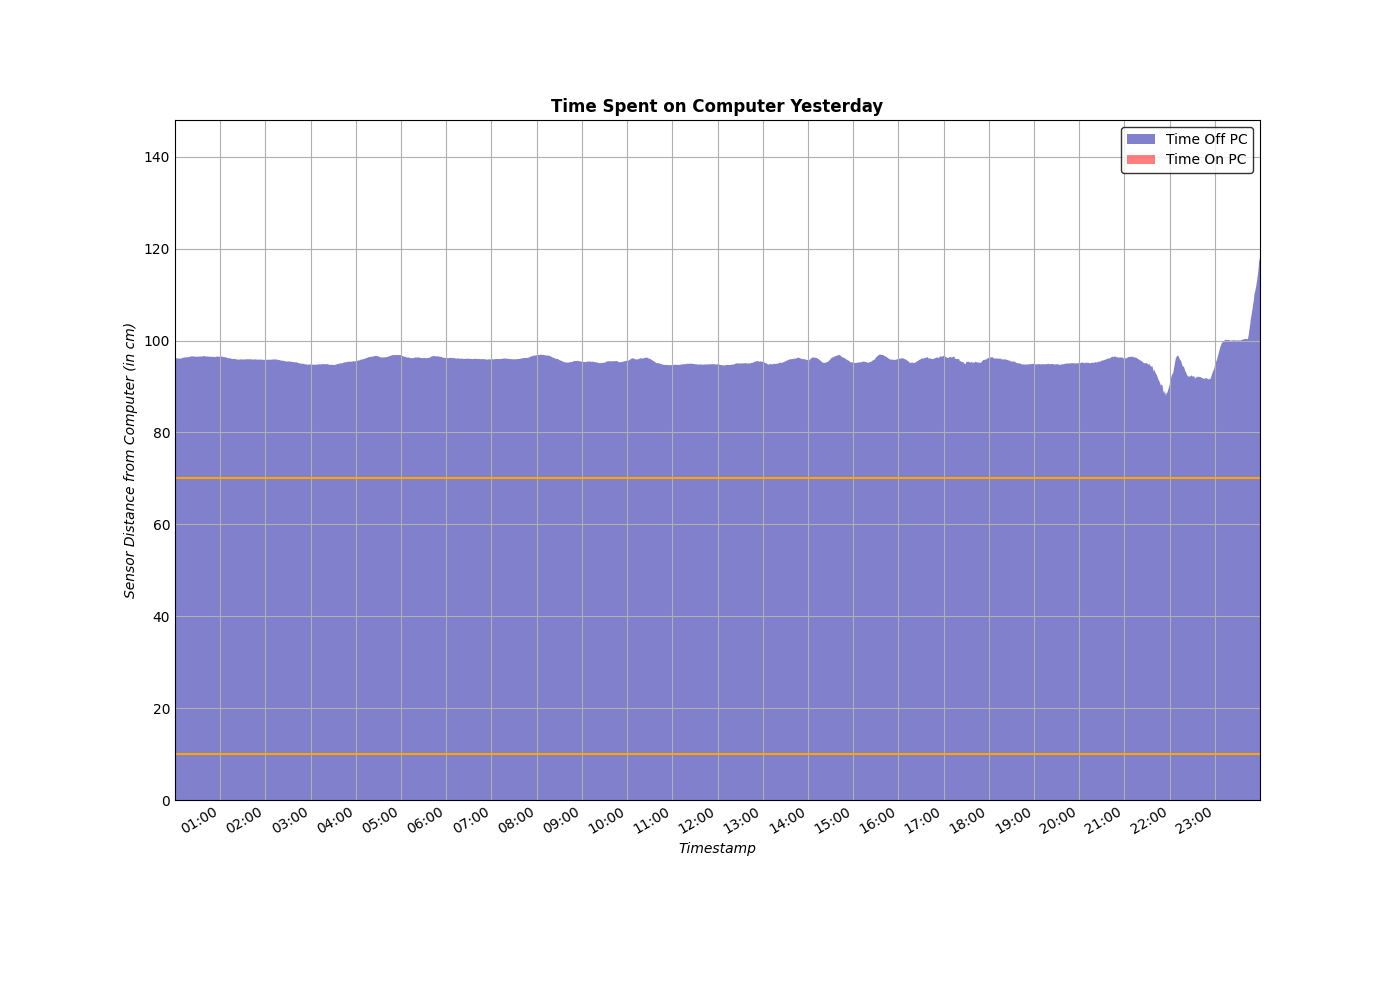 Time Spent on Computer Yesterday
Time Off PC
Time On PC
140
120
100
80
60
40
20
0
Sensor Distance from Computer (in cm)
01:00 02:00 03:00 04:00 05:00 06:00 07:00 08:00 09:00 10:00 11:00 12:00 13:00 14:00 15:00 16:00 17:00 18:00 19:00 20:00 21:00 22:00 23:00
Timestamp